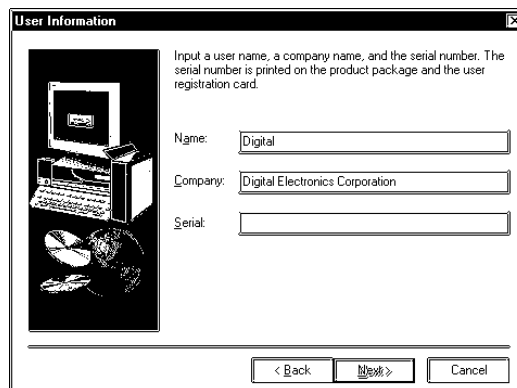 User Information
Input a user name, a company name, and the serial number. The
serial number is printed on the product package and the user
registration card.
Name: Digital
Company: Digital Electronics Corporation
Serial:
< Back Next > Cancel